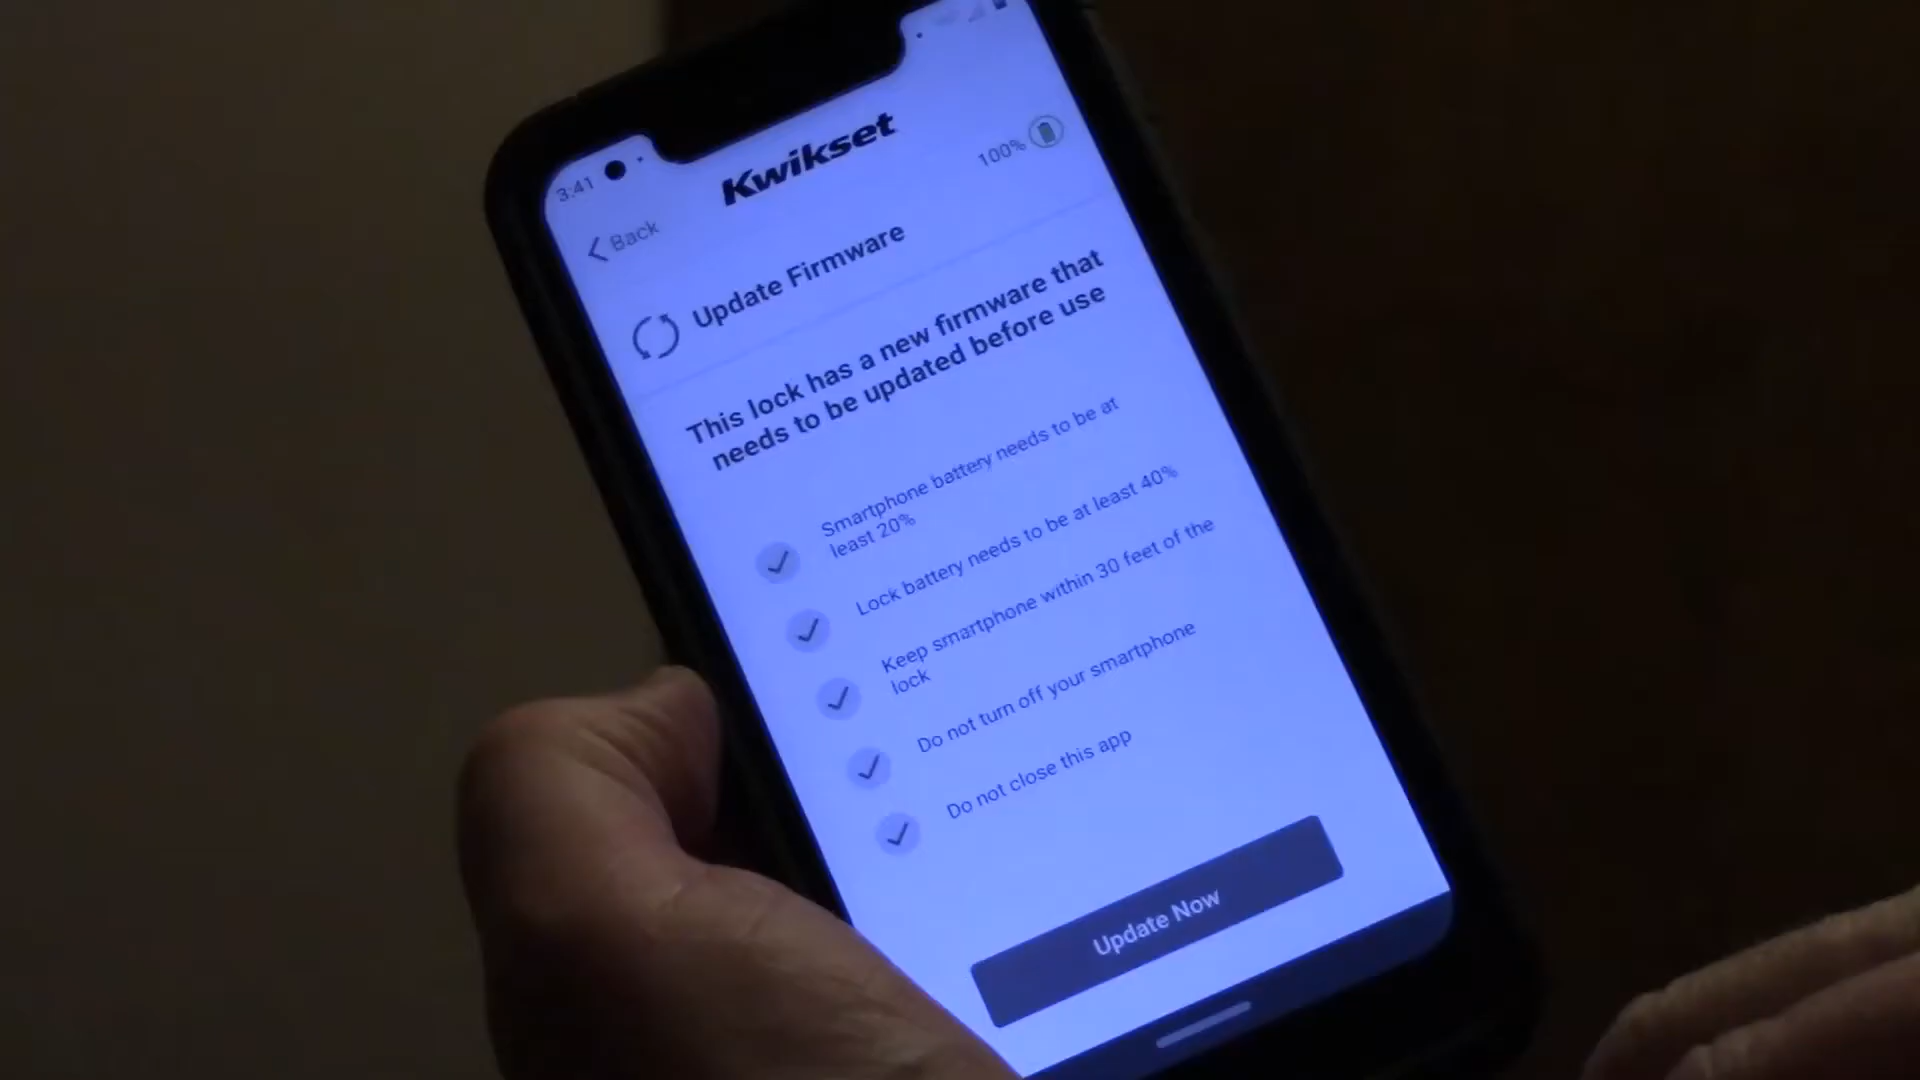 3:41
Kwikset
100%
Back
Update Firmware
This lock has a new firmware that
needs to be updated before use
Smartphone battery needs to be at
least 20%
Lock battery needs to be at least 40%
Keep smartphone within 30 feet of the
lock
Do not turn off your smartphone
Do not close this app
Update Now